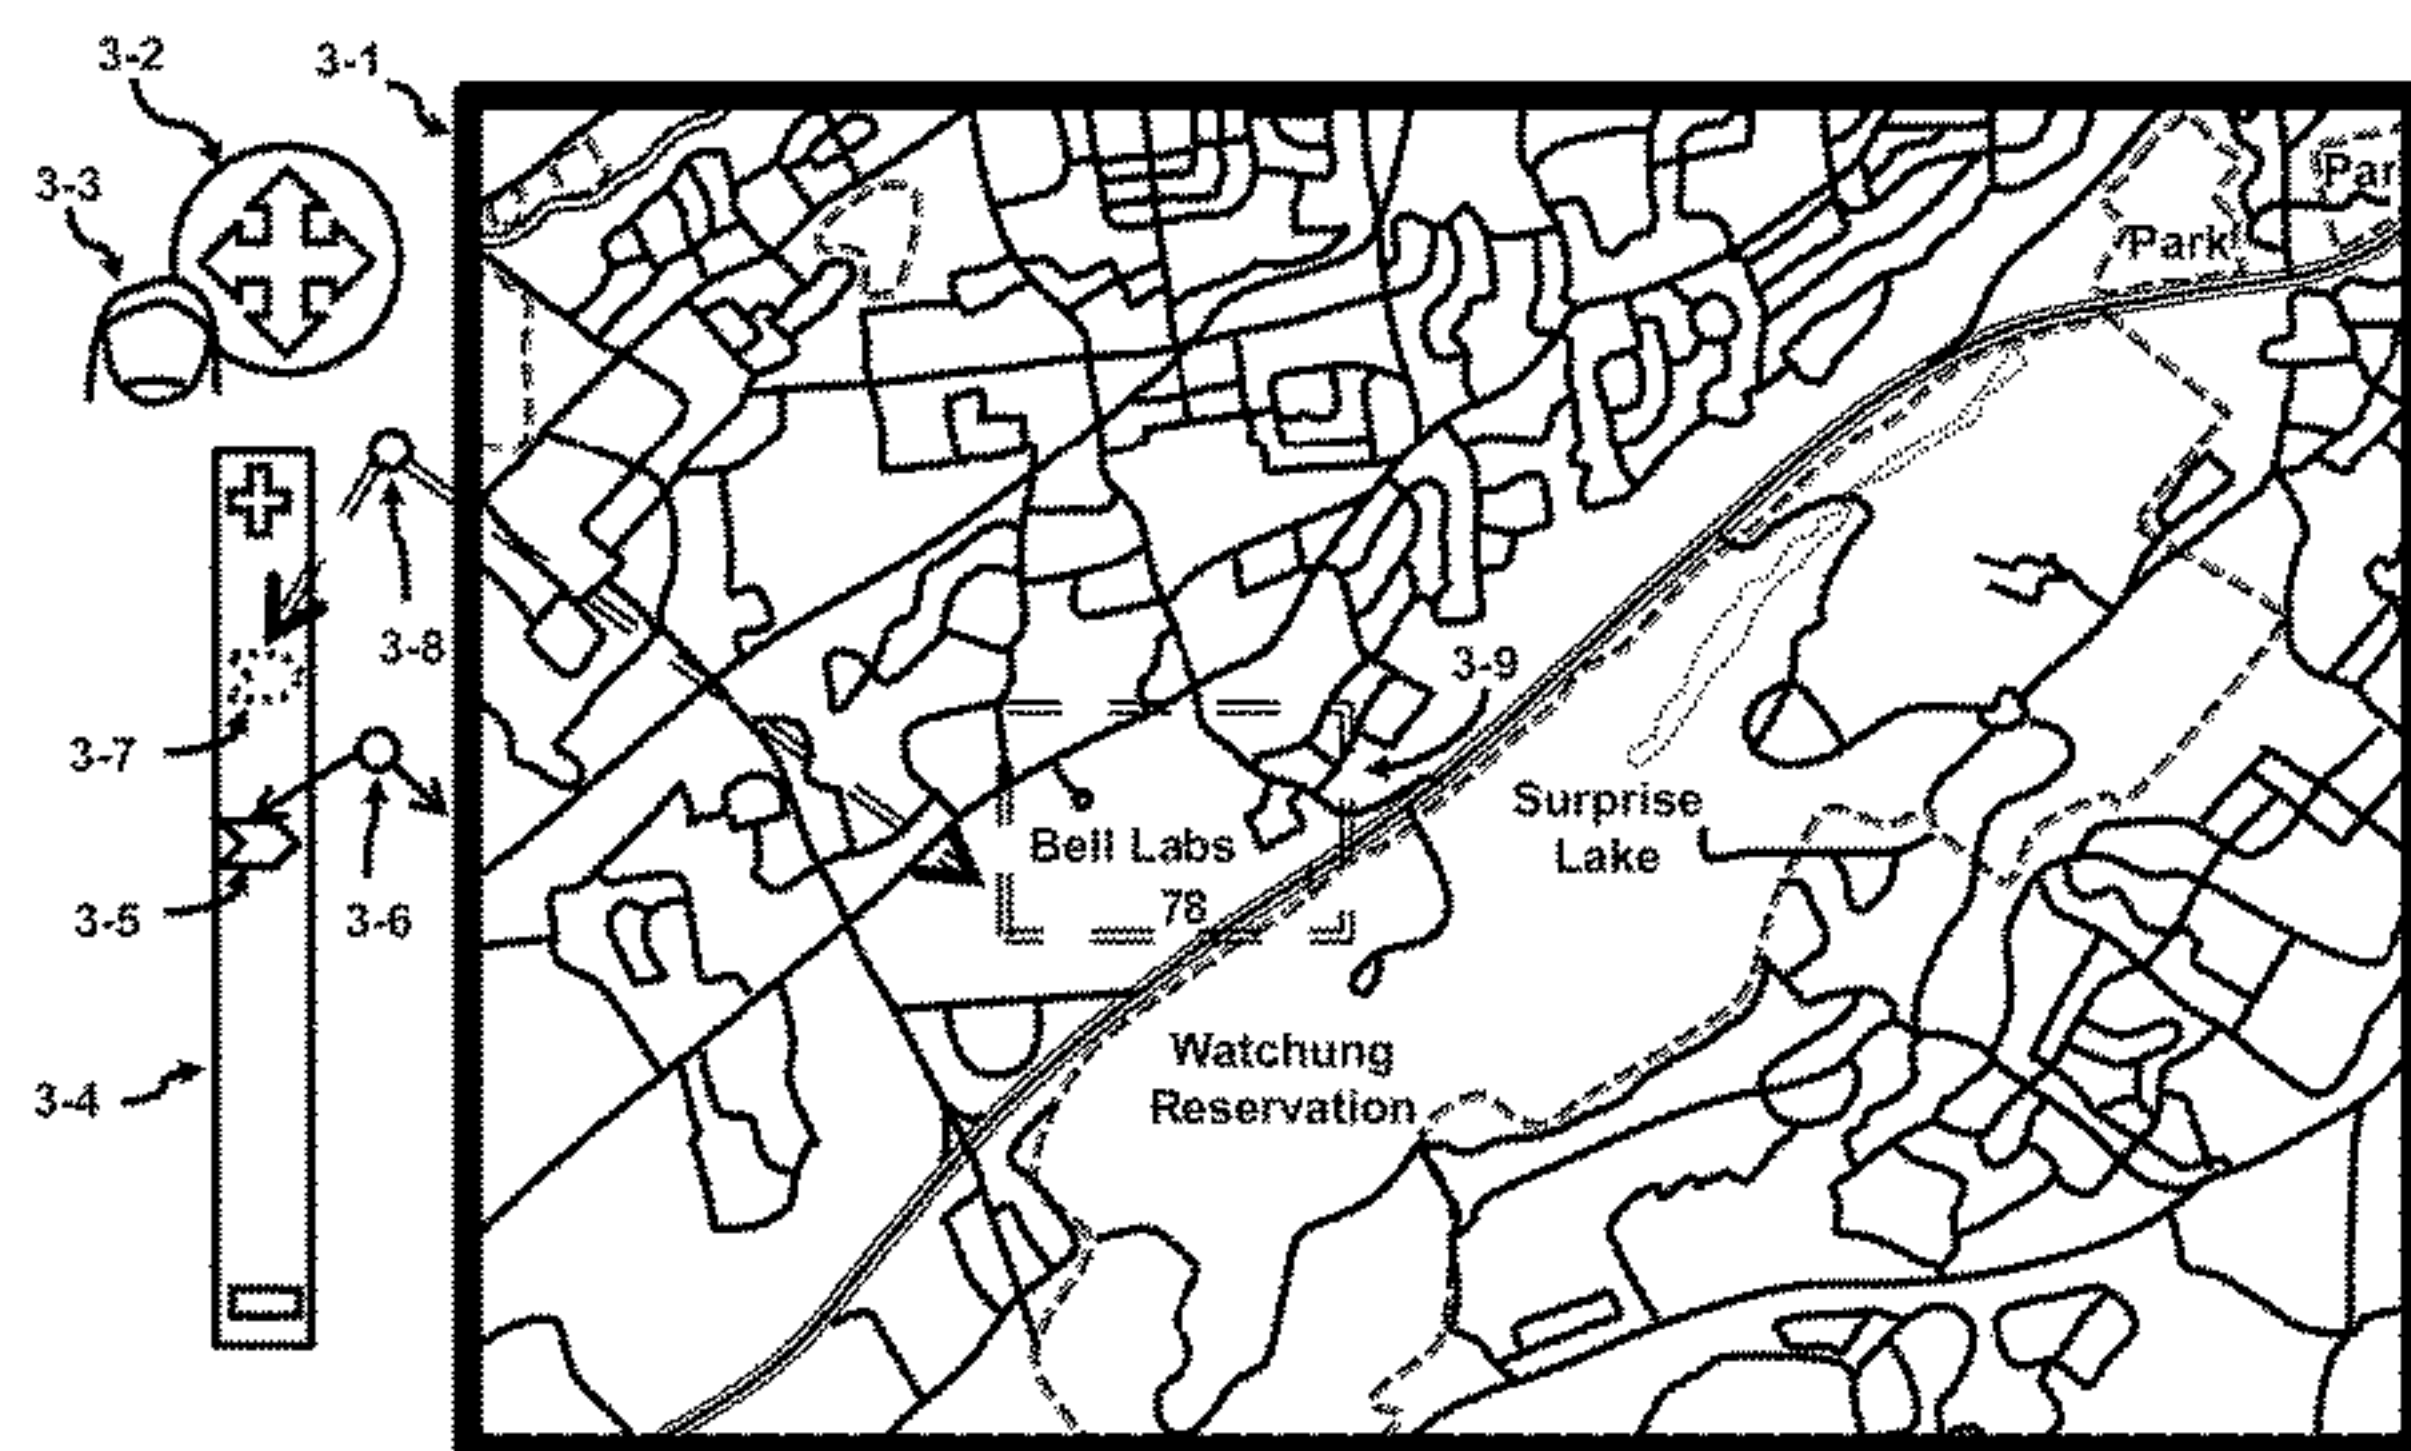 3-2
3-1
3-3
Par
Park
3-8
3-9
3-7
Surprise
Lake
Bell Labs
78
3-5
3-6
Watchung
Reservation
3-4